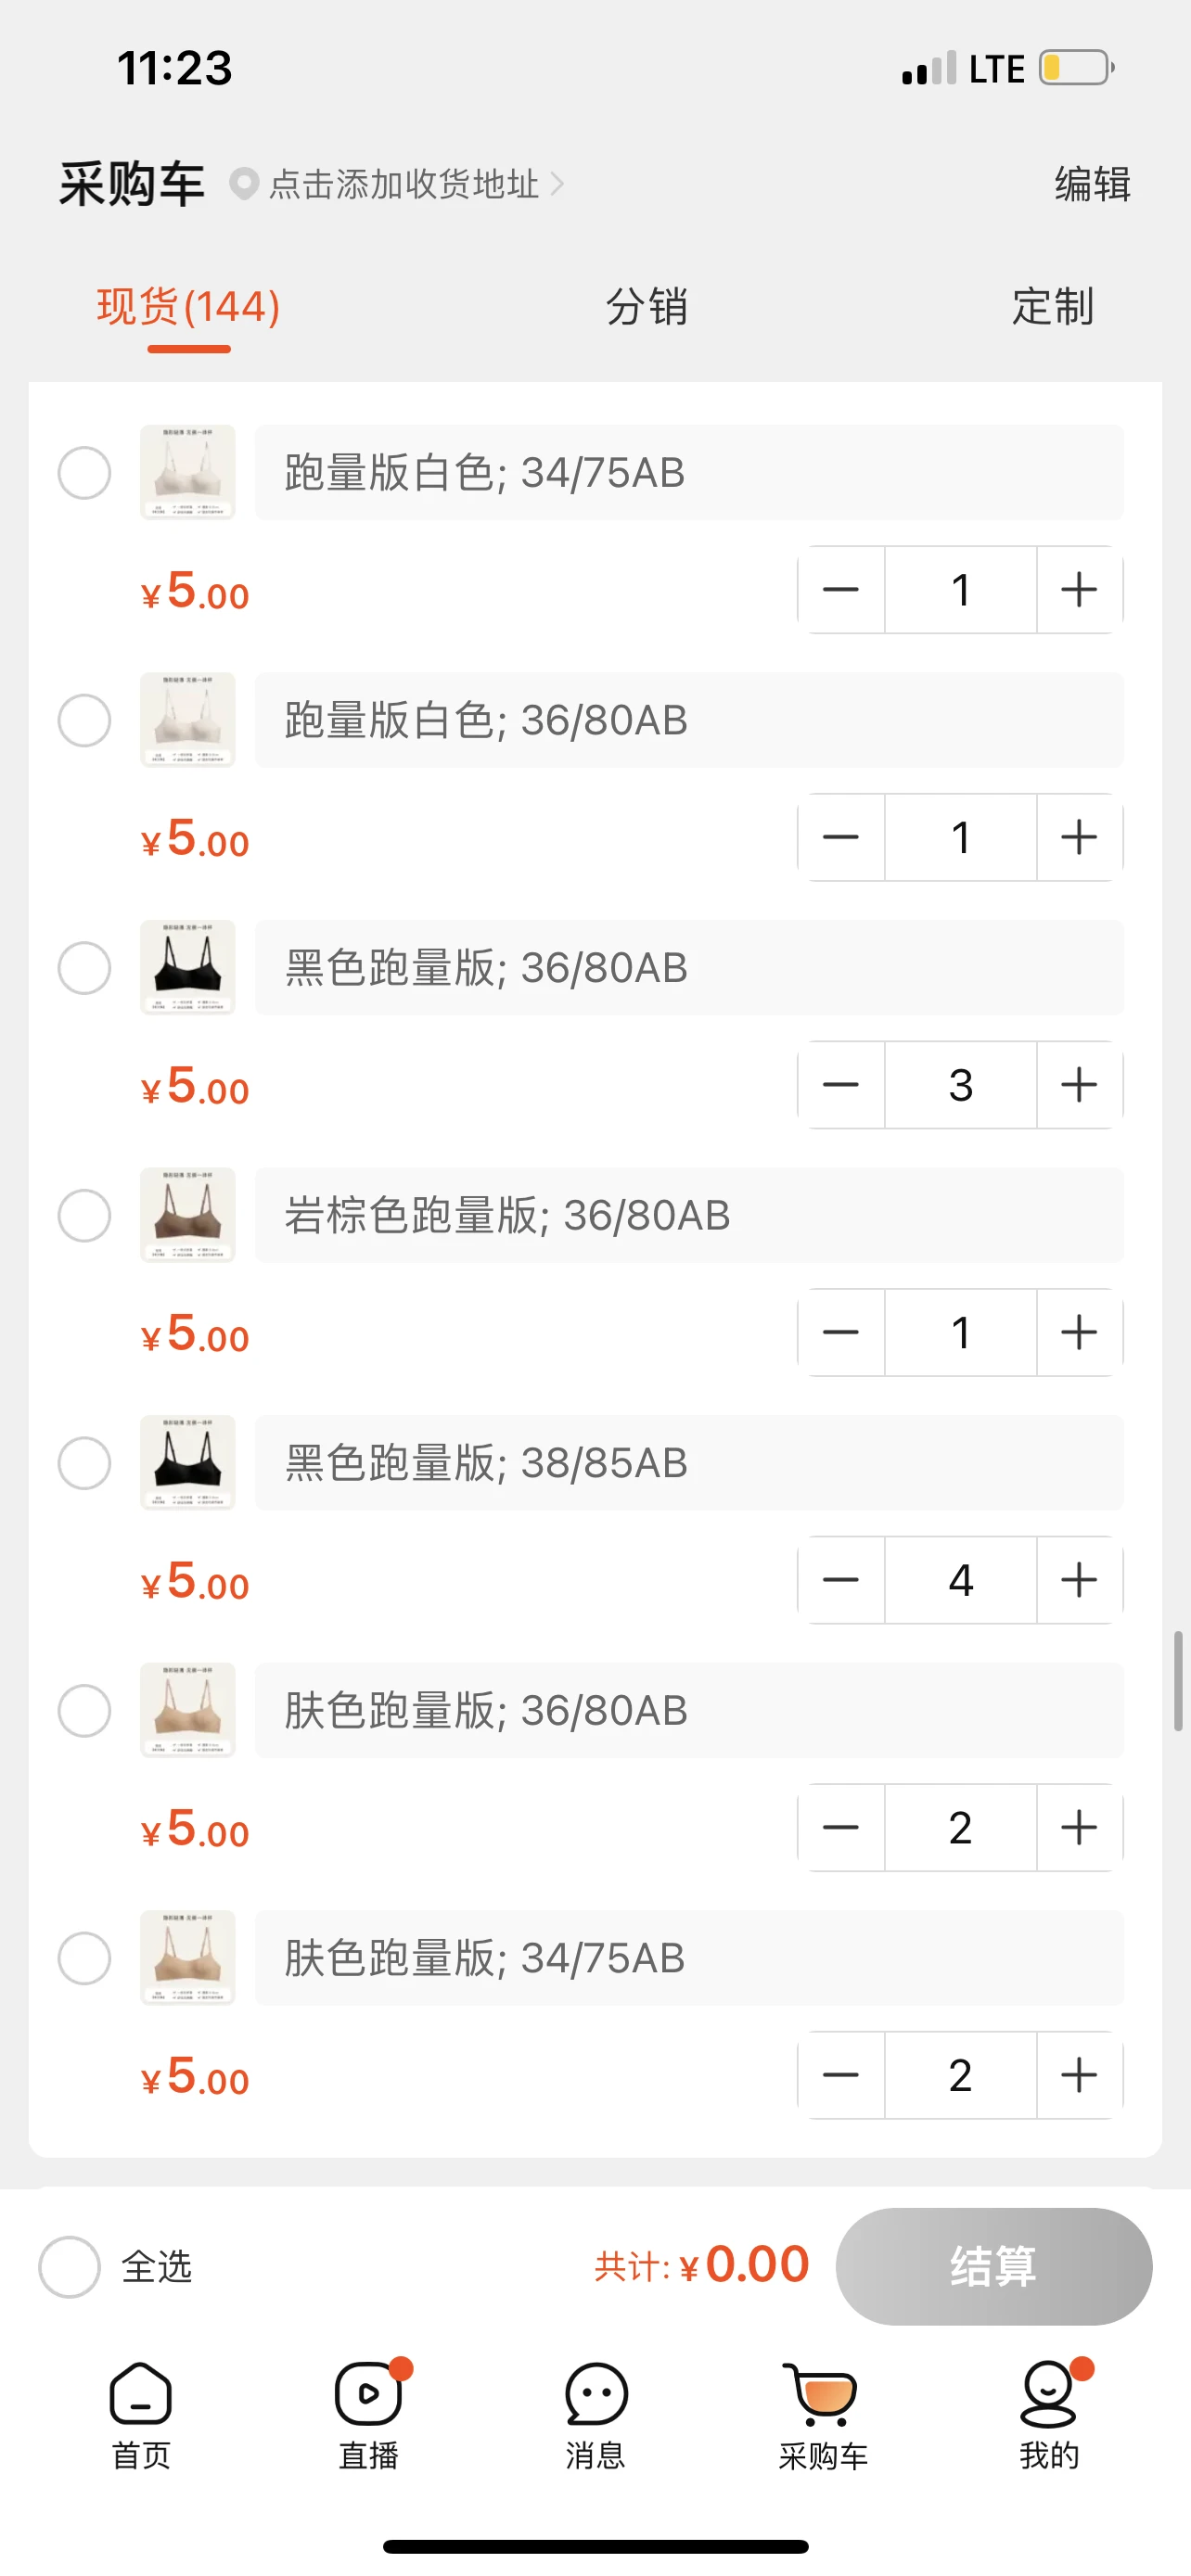 11:23
LTE
采购车 点击添加收货地址
编辑
现货(144)
分销
定制
跑量版白色; 34/75AB
¥5.00
1
跑量版白色; 36/80AB
¥5.00
1
黑色跑量版; 36/80AB
¥5.00
3
岩棕色跑量版; 36/80AB
¥5.00
1
黑色跑量版; 38/85AB
¥5.00
4
肤色跑量版; 36/80AB
¥5.00
2
肤色跑量版; 34/75AB
¥5.00
2
全选
共计: ¥0.00
结算
首页
直播
消息
采购车
我的